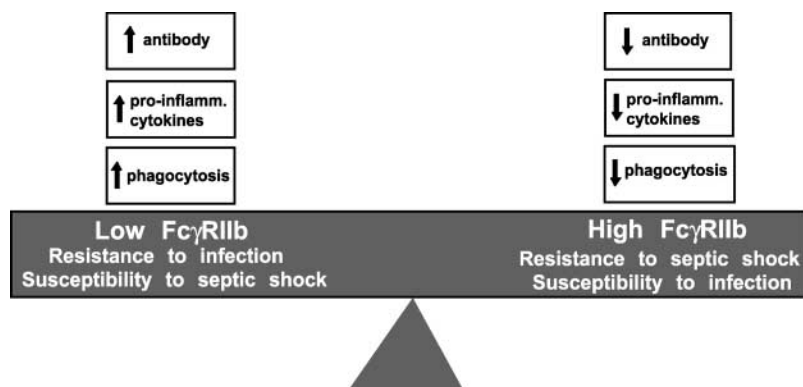 ↑ antibody
↑ pro-inflamm.
cytokines
↑ phagocytosis
Low FcγRIIb
Resistance to infection
Susceptibility to septic shock
↓ antibody
↓ pro-inflamm.
cytokines
↓ phagocytosis
High FcγRIIb
Resistance to septic shock
Susceptibility to infection